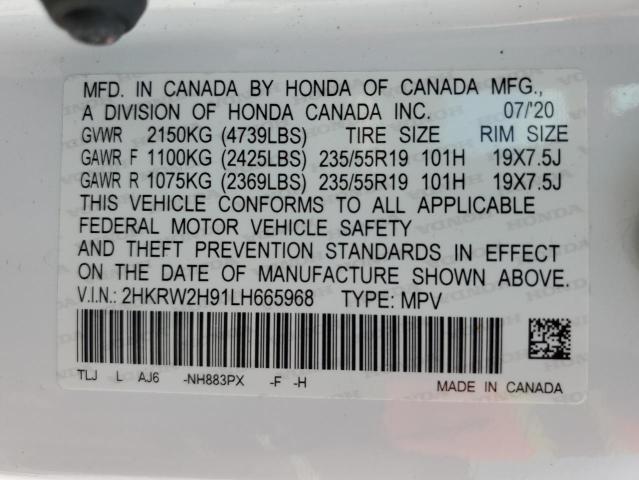 MFD. IN CANADA BY HONDA OF CANADA MFG.,
A DIVISION OF HONDA CANADA INC. 07/'20
GVWR 2150KG (4739LBS) TIRE SIZE RIM SIZE
GAWR F 1100KG (2425LBS) 235/55R19 101H 19X7.5J
GAWR R 1075KG (2369LBS) 235/55R19 101H 19X7.5J
THIS VEHICLE CONFORMS TO ALL APPLICABLE
FEDERAL MOTOR VEHICLE SAFETY
AND THEFT PREVENTION STANDARDS IN EFFECT
ON THE DATE OF MANUFACTURE SHOWN ABOVE.
V.I.N.: 2HKRW2H91LH665968 TYPE: MPV
TLJ L AJ6 -NH883PX -F -H
MADE IN CANADA